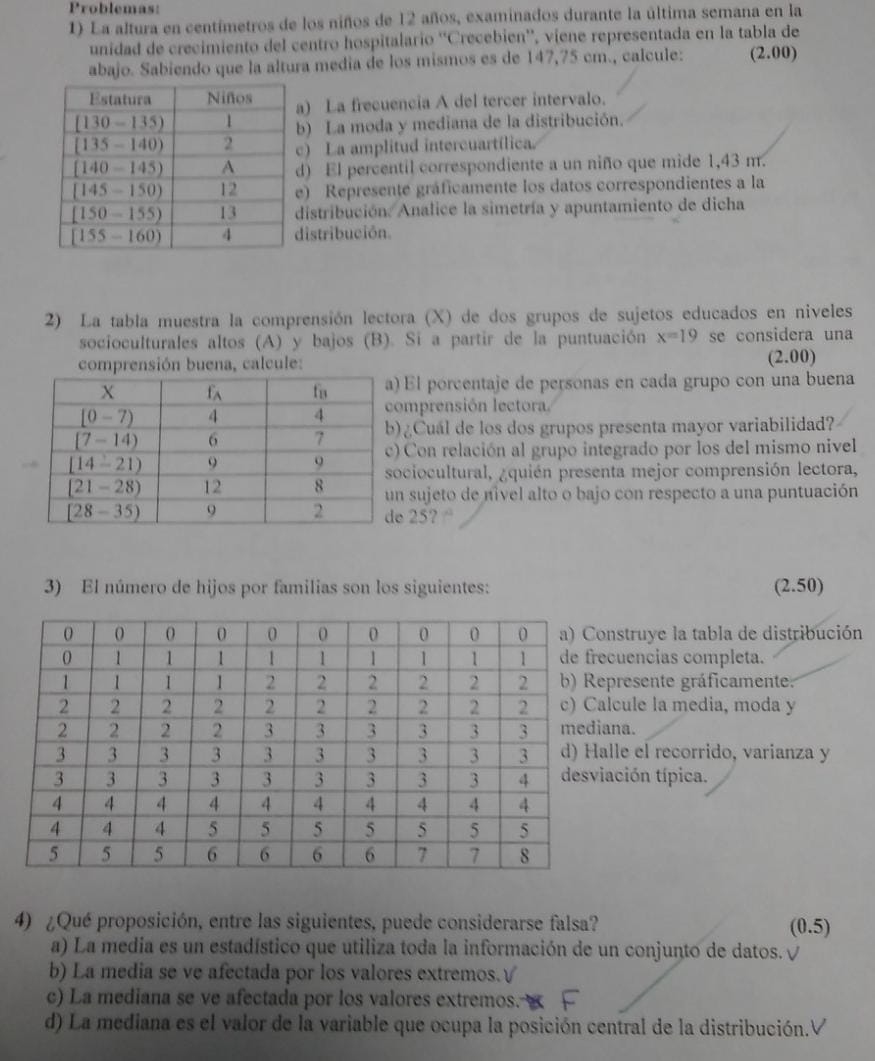 Problemas:
1) La altura en centímetros de los niños de 12 años, examinados durante la última semana en la
unidad de crecimiento del centro hospitalario "Crecebien", viene representada en la tabla de
abajo. Sabiendo que la altura media de los mismos es de 147,75 cm., calcule: (2.00)
Estatura Niños
[130 – 135) 1
[135 – 140) 2
[140 – 145) A
[145 – 150) 12
[150 – 155) 13
[155 – 160) 4
a) La frecuencia A del tercer intervalo.
b) La moda y mediana de la distribución.
c) La amplitud intercuartílica.
d) El percentil correspondiente a un niño que mide 1,43 m.
e) Represente gráficamente los datos correspondientes a la
distribución. Analice la simetría y apuntamiento de dicha
distribución.
2) La tabla muestra la comprensión lectora (X) de dos grupos de sujetos educados en niveles
socioculturales altos (A) y bajos (B). Si a partir de la puntuación x=19 se considera una
comprensión buena, calcule: (2.00)
X fA fB
[0 – 7) 4 4
[7 – 14) 6 7
[14 – 21) 9 9
[21 – 28) 12 8
[28 – 35) 9 2
a) El porcentaje de personas en cada grupo con una buena
comprensión lectora.
b) ¿Cuál de los dos grupos presenta mayor variabilidad?
c) Con relación al grupo integrado por los del mismo nivel
sociocultural, ¿quién presenta mejor comprensión lectora,
un sujeto de nivel alto o bajo con respecto a una puntuación
de 25?
3) El número de hijos por familias son los siguientes: (2.50)
0 0 0 0 0 0 0 0 0 0
0 1 1 1 1 1 1 1 1 1
1 1 1 1 2 2 2 2 2 2
2 2 2 2 2 2 2 2 2 2
2 2 2 2 3 3 3 3 3 3
3 3 3 3 3 3 3 3 3 3
3 3 3 3 3 3 3 3 3 4
4 4 4 4 4 4 4 4 4 4
4 4 4 5 5 5 5 5 5 5
5 5 5 6 6 6 6 7 7 8
a) Construye la tabla de distribución
de frecuencias completa.
b) Represente gráficamente.
c) Calcule la media, moda y
mediana.
d) Halle el recorrido, varianza y
desviación típica.
4) ¿Qué proposición, entre las siguientes, puede considerarse falsa? (0.5)
a) La media es un estadístico que utiliza toda la información de un conjunto de datos. √
b) La media se ve afectada por los valores extremos. √
c) La mediana se ve afectada por los valores extremos. x F
d) La mediana es el valor de la variable que ocupa la posición central de la distribución. √